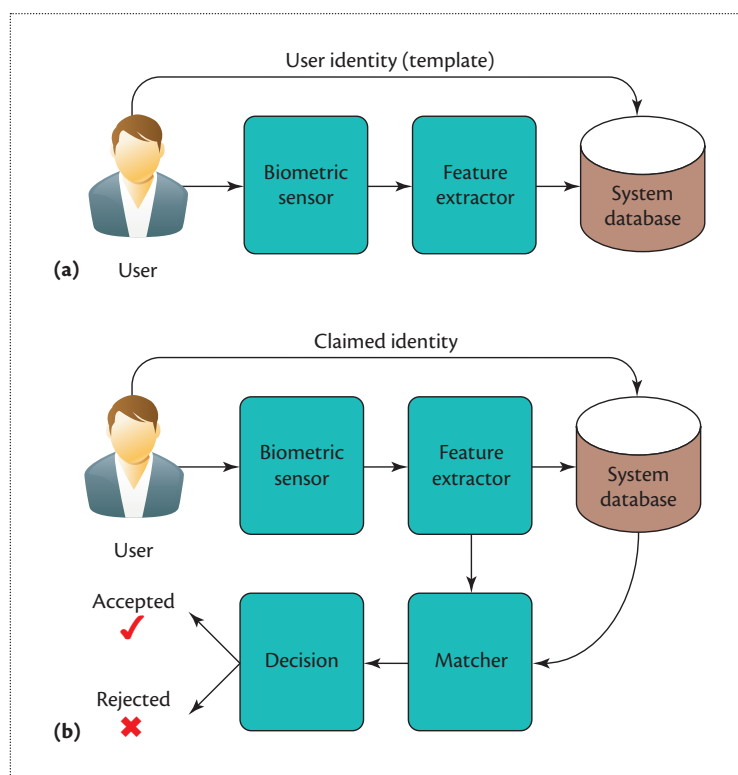 User identity (template)
Biometric
sensor
Feature
extractor
System
database
(a)
User
Claimed identity
Biometric
sensor
Feature
extractor
System
database
User
Accepted
Decision
Matcher
Rejected
(b)